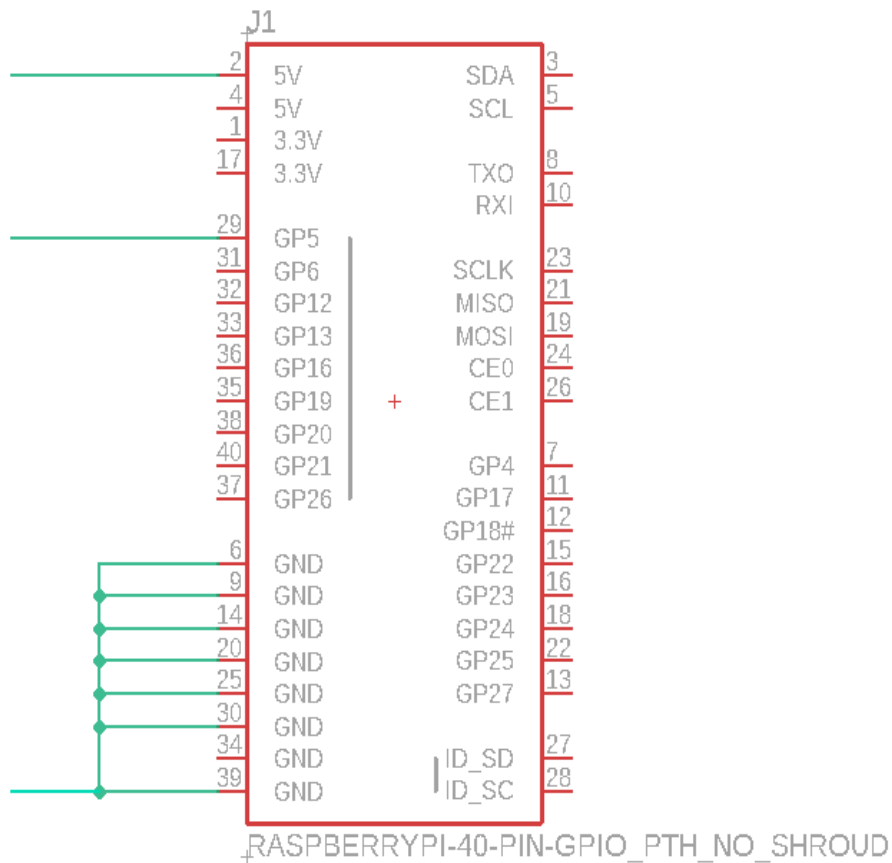 J1
2 5V SDA 3
4 5V SCL 5
1 3.3V
17 3.3V TXO 8
RXI 10
29 GP5
31 GP6 SCLK 23
32 GP12 MISO 21
33 GP13 MOSI 19
36 GP16 CE0 24
35 GP19 CE1 26
38 GP20
40 GP21 GP4 7
37 GP26 GP17 11
GP18# 12
6 GND GP22 15
9 GND GP23 16
14 GND GP24 18
20 GND GP25 22
25 GND GP27 13
30 GND
34 GND ID_SD 27
39 GND ID_SC 28
RASPBERRYPI-40-PIN-GPIO_PTH_NO_SHROUD